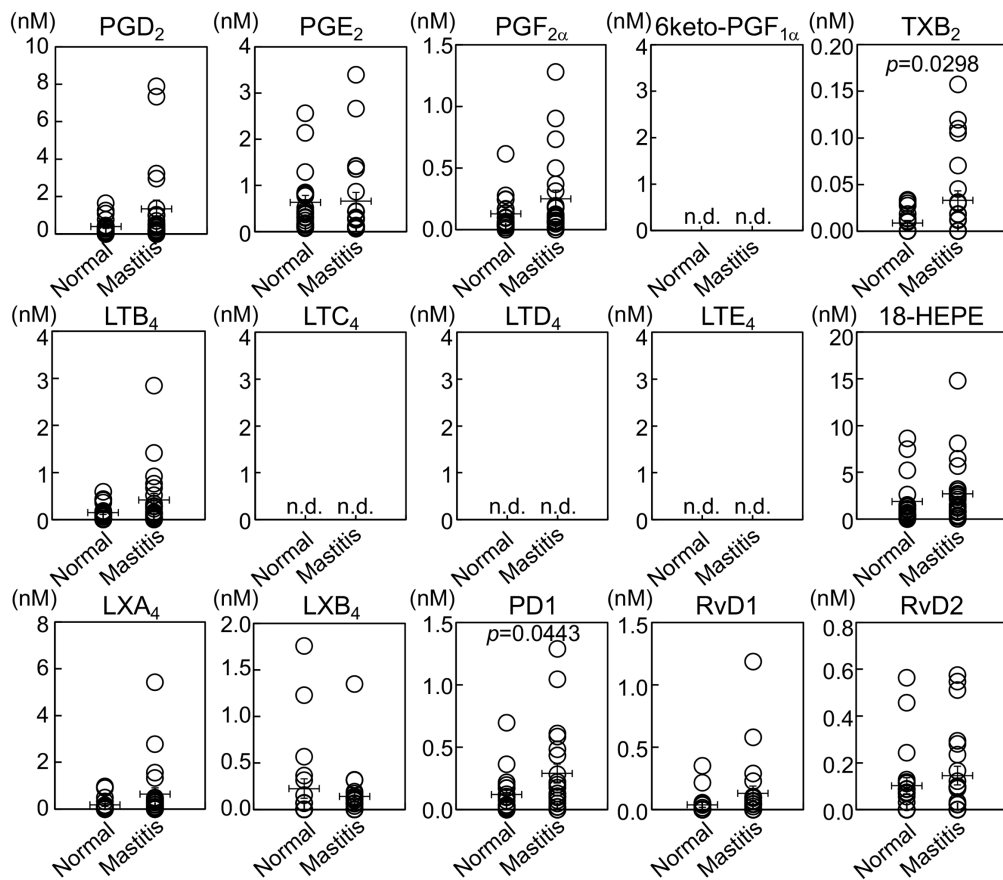 (nM) PGD2 (nM) PGE2 (nM) PGF2α (nM) 6keto-PGF1α (nM) TXB2
10 4 1.5 4 0.20
p=0.0298
8 3 0.15
6 1.0 3
2 2 0.10
4 0.5
2 1 1 0.05
n.d. n.d.
0 0 0.0 0 0.00
Normal Mastitis Normal Mastitis Normal Mastitis Normal Mastitis Normal Mastitis
(nM) LTB4 (nM) LTC4 (nM) LTD4 (nM) LTE4 (nM) 18-HEPE
4 4 4 4 20
3 3 3 3 15
2 2 2 2 10
1 1 1 1 5
n.d. n.d. n.d. n.d. n.d. n.d.
0 0 0 0 0
Normal Mastitis Normal Mastitis Normal Mastitis Normal Mastitis Normal Mastitis
(nM) LXA4 (nM) LXB4 (nM) PD1 (nM) RvD1 (nM) RvD2
8 2.0 1.5 1.5 0.8
p=0.0443
6 1.5 0.6
1.0 1.0
4 1.0 0.4
2 0.5 0.5 0.5 0.2
0 0.0 0.0 0.0 0.0
Normal Mastitis Normal Mastitis Normal Mastitis Normal Mastitis Normal Mastitis